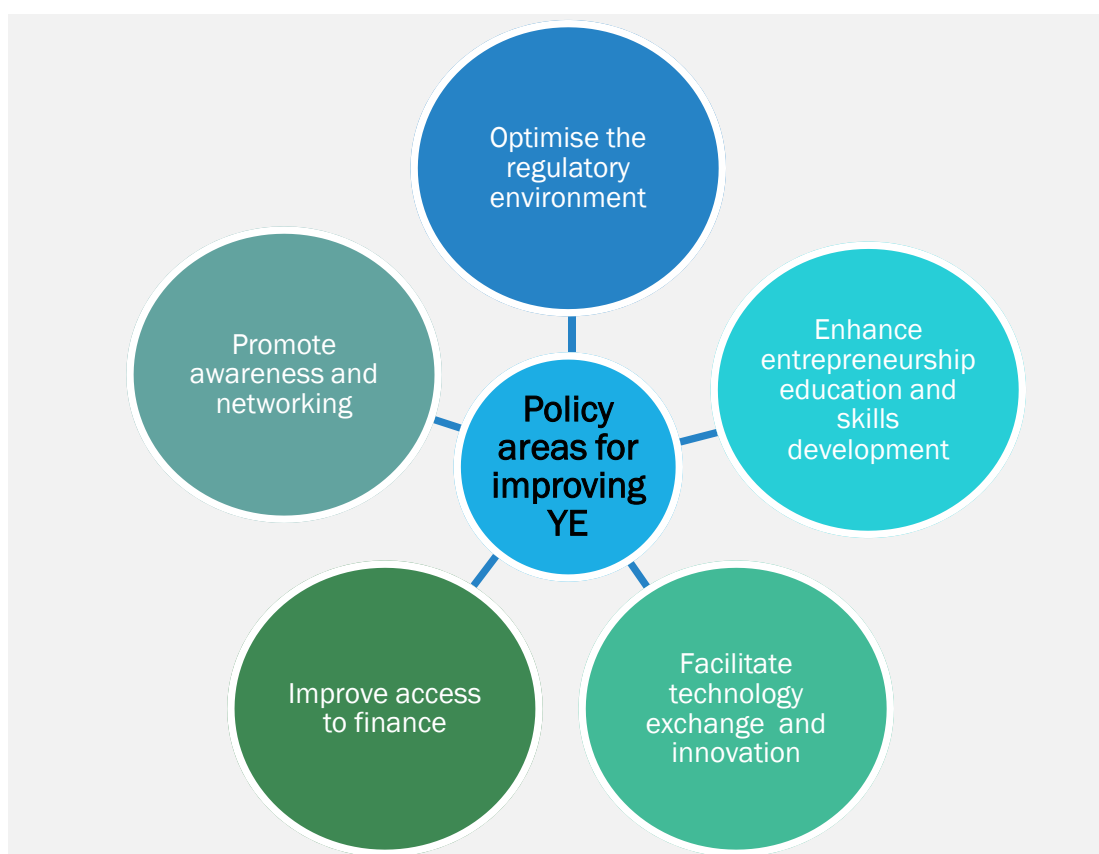 Optimise the
regulatory
environment
Enhance
entrepreneurship
education and
skills
development
Facilitate
technology
exchange  and
innovation
Improve access
to finance
Promote
awareness and
networking
Policy
areas for
improving
YE